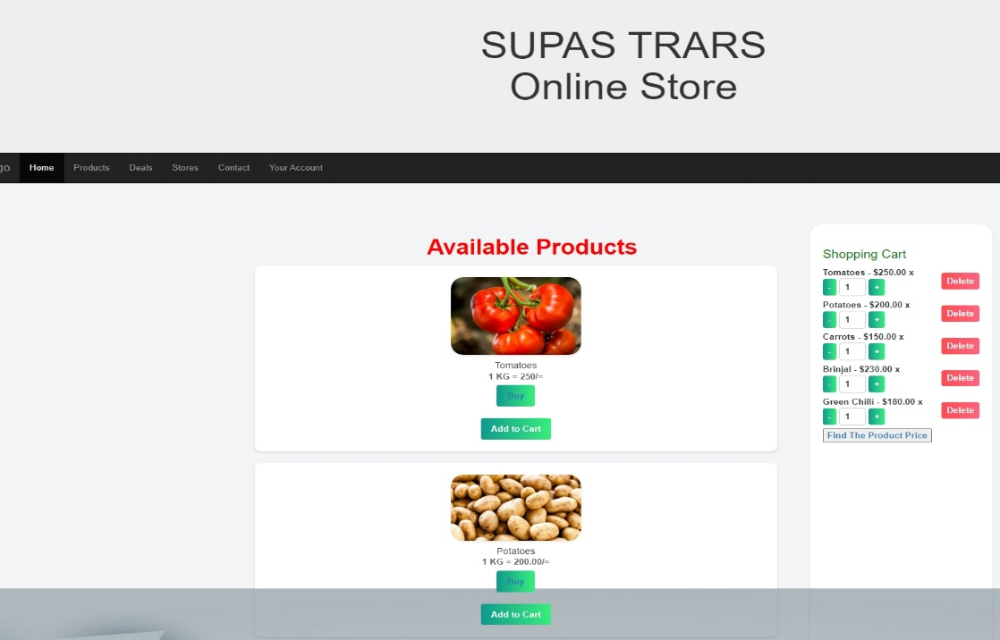 SUPAS TRARS
Online Store
go Home Products Deals Stores Contact Your Account
Available Products
Tomatoes
1 KG = 250/=
Buy
Add to Cart
Potatoes
1 KG = 200.00/=
Buy
Add to Cart
Shopping Cart
Tomatoes - $250.00 x
- 1 +
Delete
Potatoes - $200.00 x
- 1 +
Delete
Carrots - $150.00 x
- 1 +
Delete
Brinjal - $230.00 x
- 1 +
Delete
Green Chilli - $180.00 x
- 1 +
Delete
Find The Product Price